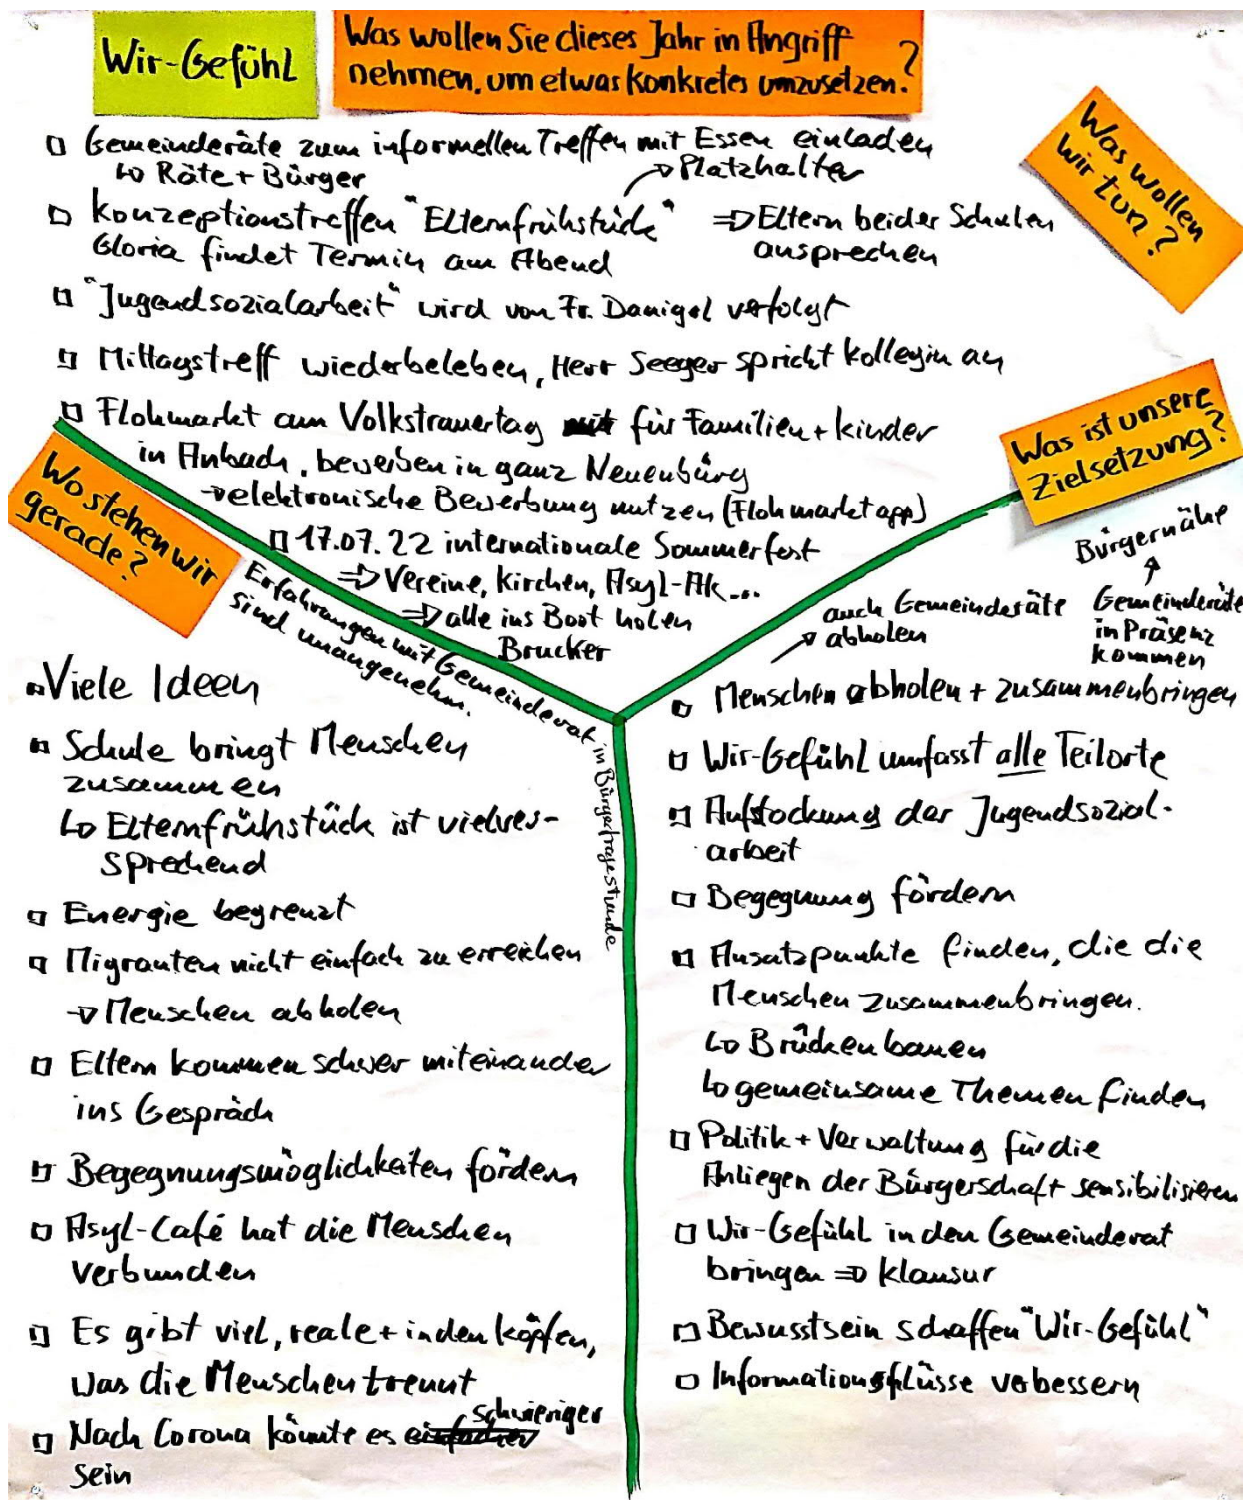 Wir-Gefühl
Was wollen Sie dieses Jahr in Angriff
nehmen, um etwas konkretes umzusetzen.?
Was wollen
wir tun?
□ Gemeinderäte zum informellen Treffen mit Essen einladen
↳ Räte + Bürger
→ Platzhalter
□ Konzeptionstreffen "Elternfrühstück" ⇒ Eltern beider Schulen
ansprechen
Gloria findet Termin am Abend
□ "Jugendsozialarbeit" wird von Fr. Danigel verfolgt
□ Mittagstreff wiederbeleben, Herr Seeger spricht Kollegin an
□ Flohmarkt am Volkstrauertag mit für Familien + Kinder
in Anbach, bewerben in ganz Neuenbürg
→ elektronische Bewerbung nutzen (Flohmarktapp)
□ 17.07.22 internationale Sommerfest
⇒ Vereine, Kirchen, Asyl-Ak...
⇒ alle ins Boot holen
Brucker
Wo stehen wir
gerade?
Erfahrungen mit Gemeinderat in Bürgerfragestunde
sind unangenehm.
□ Viele Ideen
□ Schule bringt Menschen
zusammen
↳ Elternfrühstück ist vielver-
sprechend
□ Energie begrenzt
□ Migranten nicht einfach zu erreichen
→ Menschen abholen
□ Eltern kommen schwer miteinander
ins Gespräch
□ Begegnungsmöglichkeiten fördern
□ Asyl-Café hat die Menschen
verbunden
□ Es gibt viel, reale + in den Köpfen,
was die Menschen trennt
□ Nach Corona könnte es einfacher schwieriger
sein
Was ist unsere
Zielsetzung?
Bürgernähe
Gemeinderäte
in Präsenz
kommen
auch Gemeinderäte
abholen
□ Menschen abholen + zusammenbringen
□ Wir-Gefühl umfasst alle Teilorte
□ Aufstockung der Jugendsozial-
arbeit
□ Begegnung fördern
□ Ansatzpunkte finden, die die
Menschen zusammenbringen.
↳ Brücken bauen
↳ gemeinsame Themen finden
□ Politik + Verwaltung für die
Anliegen der Bürgerschaft sensibilisieren
□ Wir-Gefühl in den Gemeinderat
bringen ⇒ Klausur
□ Bewusstsein schaffen "Wir-Gefühl"
□ Informationsflüsse verbessern